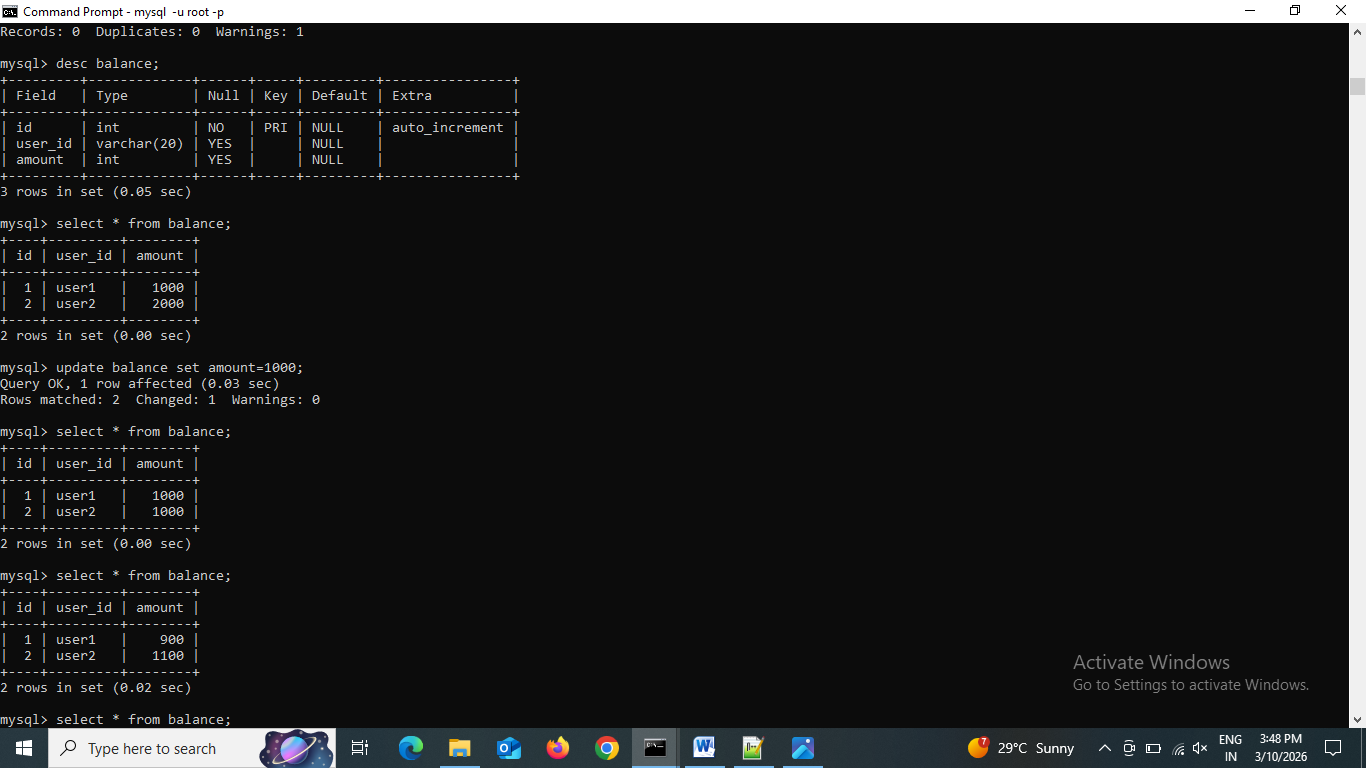 Command Prompt - mysql  -u root -p
Records: 0  Duplicates: 0  Warnings: 1

mysql> desc balance;
+---------+-------------+------+-----+---------+----------------+
| Field   | Type        | Null | Key | Default | Extra          |
+---------+-------------+------+-----+---------+----------------+
| id      | int         | NO   | PRI | NULL    | auto_increment |
| user_id | varchar(20) | YES  |     | NULL    |                |
| amount  | int         | YES  |     | NULL    |                |
+---------+-------------+------+-----+---------+----------------+
3 rows in set (0.05 sec)

mysql> select * from balance;
+----+---------+--------+
| id | user_id | amount |
+----+---------+--------+
|  1 | user1   |   1000 |
|  2 | user2   |   2000 |
+----+---------+--------+
2 rows in set (0.00 sec)

mysql> update balance set amount=1000;
Query OK, 1 row affected (0.03 sec)
Rows matched: 2  Changed: 1  Warnings: 0

mysql> select * from balance;
+----+---------+--------+
| id | user_id | amount |
+----+---------+--------+
|  1 | user1   |   1000 |
|  2 | user2   |   1000 |
+----+---------+--------+
2 rows in set (0.00 sec)

mysql> select * from balance;
+----+---------+--------+
| id | user_id | amount |
+----+---------+--------+
|  1 | user1   |    900 |
|  2 | user2   |   1100 |
+----+---------+--------+
2 rows in set (0.02 sec)

mysql> select * from balance;
Activate Windows
Go to Settings to activate Windows.
Type here to search
7
29°C Sunny
ENG
IN
3:48 PM
3/10/2026